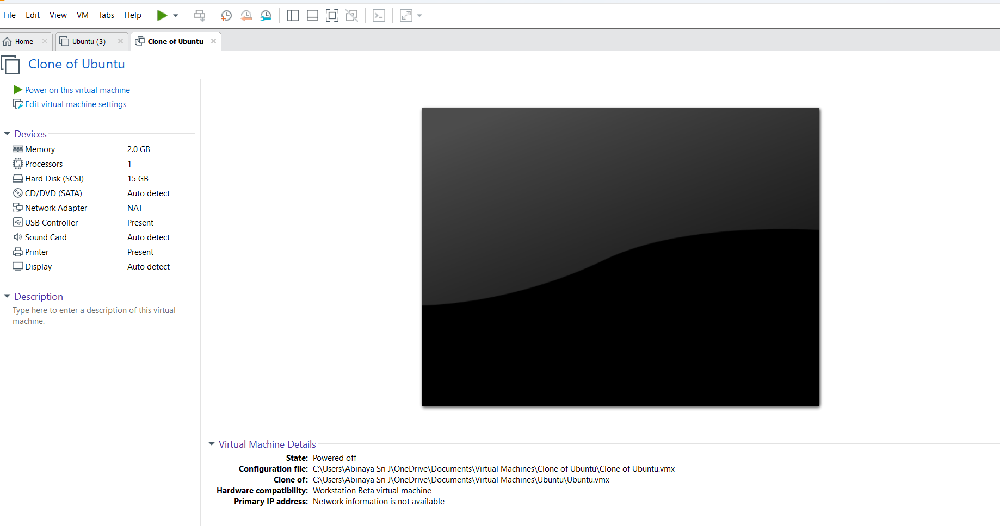 File Edit View VM Tabs Help
Home Ubuntu (3) Clone of Ubuntu
Clone of Ubuntu
Power on this virtual machine
Edit virtual machine settings
Devices
Memory 2.0 GB
Processors 1
Hard Disk (SCSI) 15 GB
CD/DVD (SATA) Auto detect
Network Adapter NAT
USB Controller Present
Sound Card Auto detect
Printer Present
Display Auto detect
Description
Type here to enter a description of this virtual
machine.
Virtual Machine Details
State: Powered off
Configuration file: C:\Users\Abinaya Sri J\OneDrive\Documents\Virtual Machines\Clone of Ubuntu\Clone of Ubuntu.vmx
Clone of: C:\Users\Abinaya Sri J\OneDrive\Documents\Virtual Machines\Ubuntu\Ubuntu.vmx
Hardware compatibility: Workstation Beta virtual machine
Primary IP address: Network information is not available